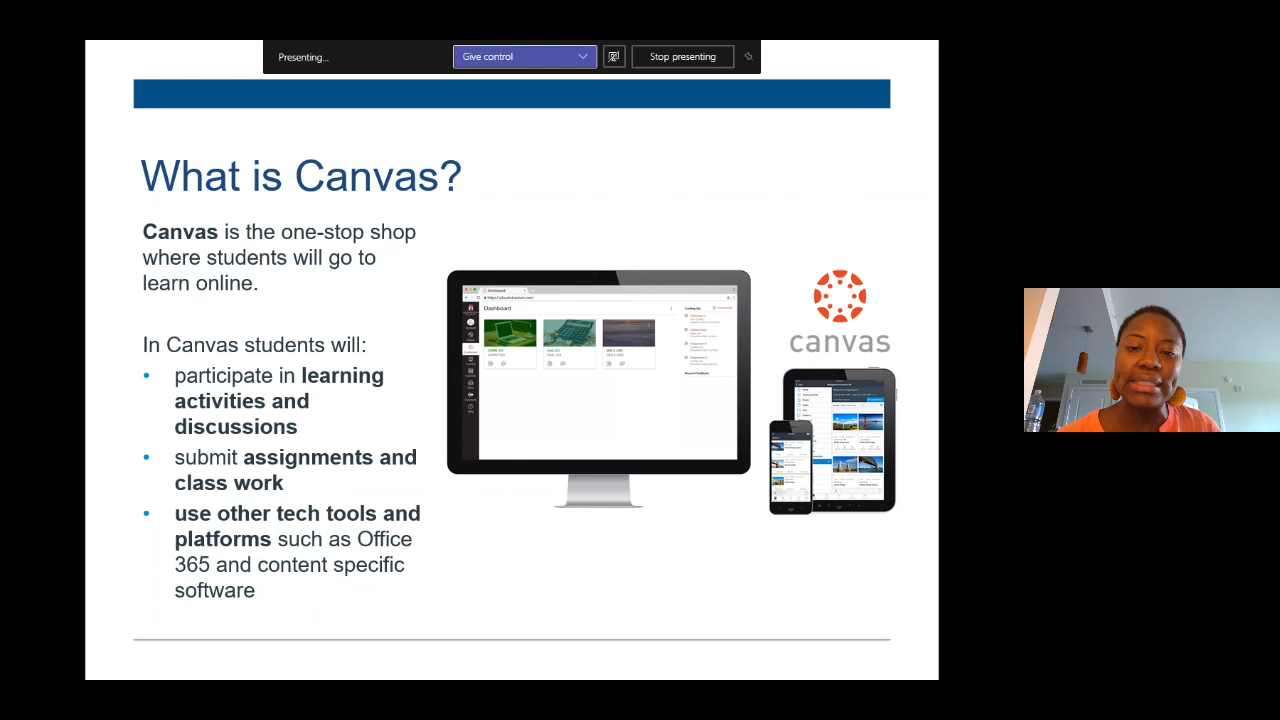 Presenting...
Give control
Stop presenting
What is Canvas?
Canvas is the one-stop shop
where students will go to
learn online.
In Canvas students will:
• participate in learning
activities and
discussions
• submit assignments and
class work
• use other tech tools and
platforms such as Office
365 and content specific
software
Dashboard
canvas